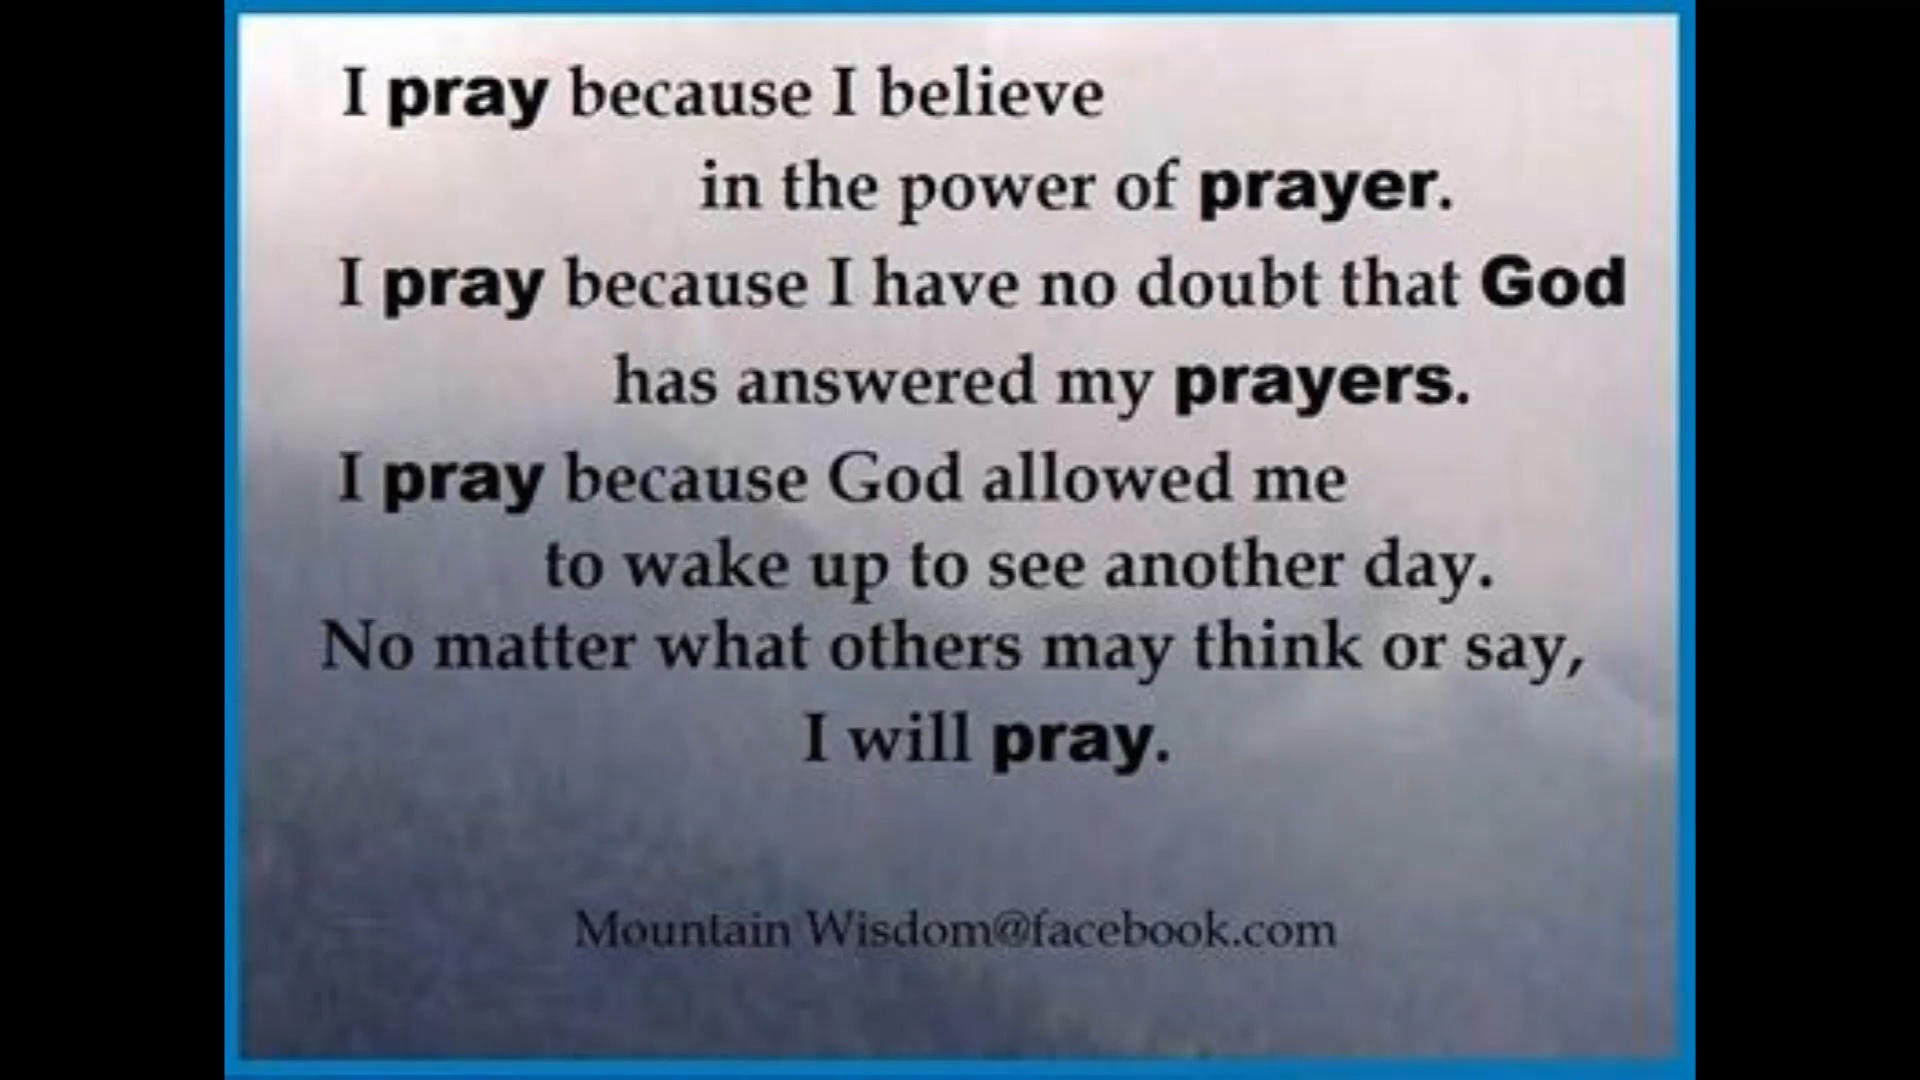 I pray because I believe
in the power of prayer.
I pray because I have no doubt that God
has answered my prayers.
I pray because God allowed me
to wake up to see another day.
No matter what others may think or say,
I will pray.
Mountain Wisdom@facebook.com